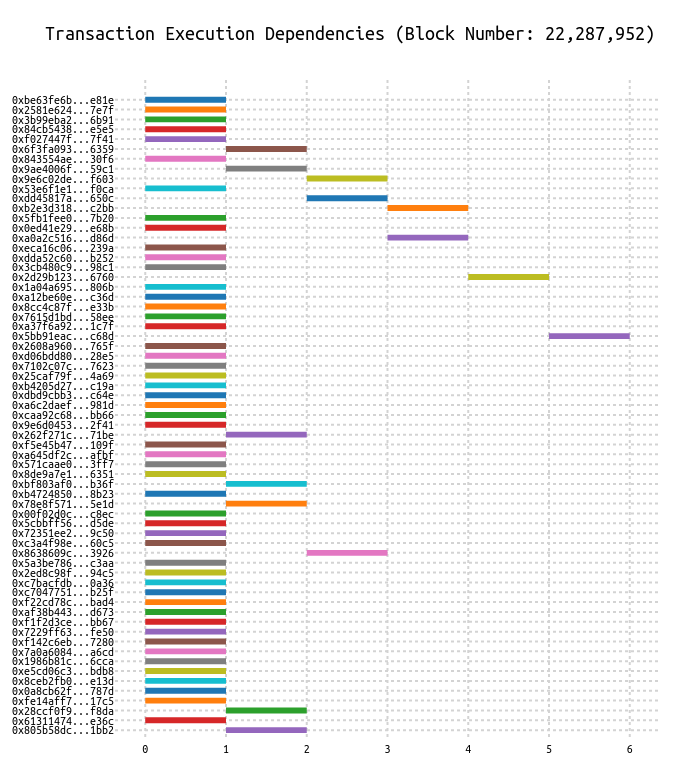 Transaction Execution Dependencies (Block Number: 22,287,952)
0xbe63fe6b...e81e
0x2581e624...7e7f
0x3b99eba2...6b91
0x84cb5438...e5e5
0xf027447f...7f41
0x6f3fa093...6359
0x843554ae...30f6
0x9ae4006f...59c1
0x9e6c02de...f603
0x53e6f1e1...f0ca
0xdd45817a...650c
0xb2e3d318...c2bb
0x5fb1fee0...7b20
0x0ed41e29...e68b
0xa0a2c516...d86d
0xeca16c06...239a
0xdda52c60...b252
0x3cb480c9...98c1
0x2d29b123...6760
0x1a04a695...806b
0xa12be60e...c36d
0x8cc4c87f...e33b
0x7615d1bd...58ee
0xa37f6a92...1c7f
0x5bb91eac...c68d
0x2608a960...765f
0xd06bdd80...28e5
0x7102c07c...7623
0x25caf79f...4a69
0xb4205d27...c19a
0xdbd9cbb3...c64e
0xa6c2daef...981d
0xcaa92c68...bb66
0x9e6d0453...2f41
0x262f271c...71be
0xf5e45b47...109f
0xa645df2c...afbf
0x571caae0...3ff7
0x8de9a7e1...6351
0xbf803af0...b36f
0xb4724850...8b23
0x78e8f571...5e1d
0x00f02d0c...c8ec
0x5cbbff56...d5de
0x72351ee2...9c50
0xc3a4f98e...60c5
0x8638609c...3926
0x5a3be786...c3aa
0x2ed8c98f...94c5
0xc7bacfdb...0a36
0xc7047751...b25f
0xf22cd78c...bad4
0xaf38b443...d673
0xf1f2d3ce...bb67
0x7229ff63...fe50
0xf142c6eb...7280
0x7a0a6084...a6cd
0x1986b81c...6cca
0xe5cd06c3...bdb8
0x8ceb2fb0...e13d
0x0a8cb62f...787d
0xfe14aff7...17c5
0x28ccf0f9...f8da
0x61311474...e36c
0x805b58dc...1bb2
0 1 2 3 4 5 6